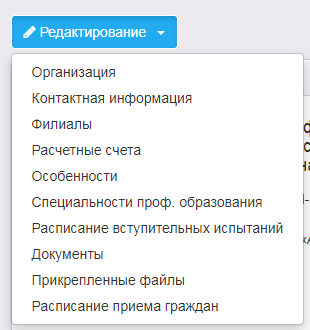 Редактирование
Организация
Контактная информация
Филиалы
Расчетные счета
Особенности
Специальности проф. образования
Расписание вступительных испытаний
Документы
Прикрепленные файлы
Расписание приема граждан